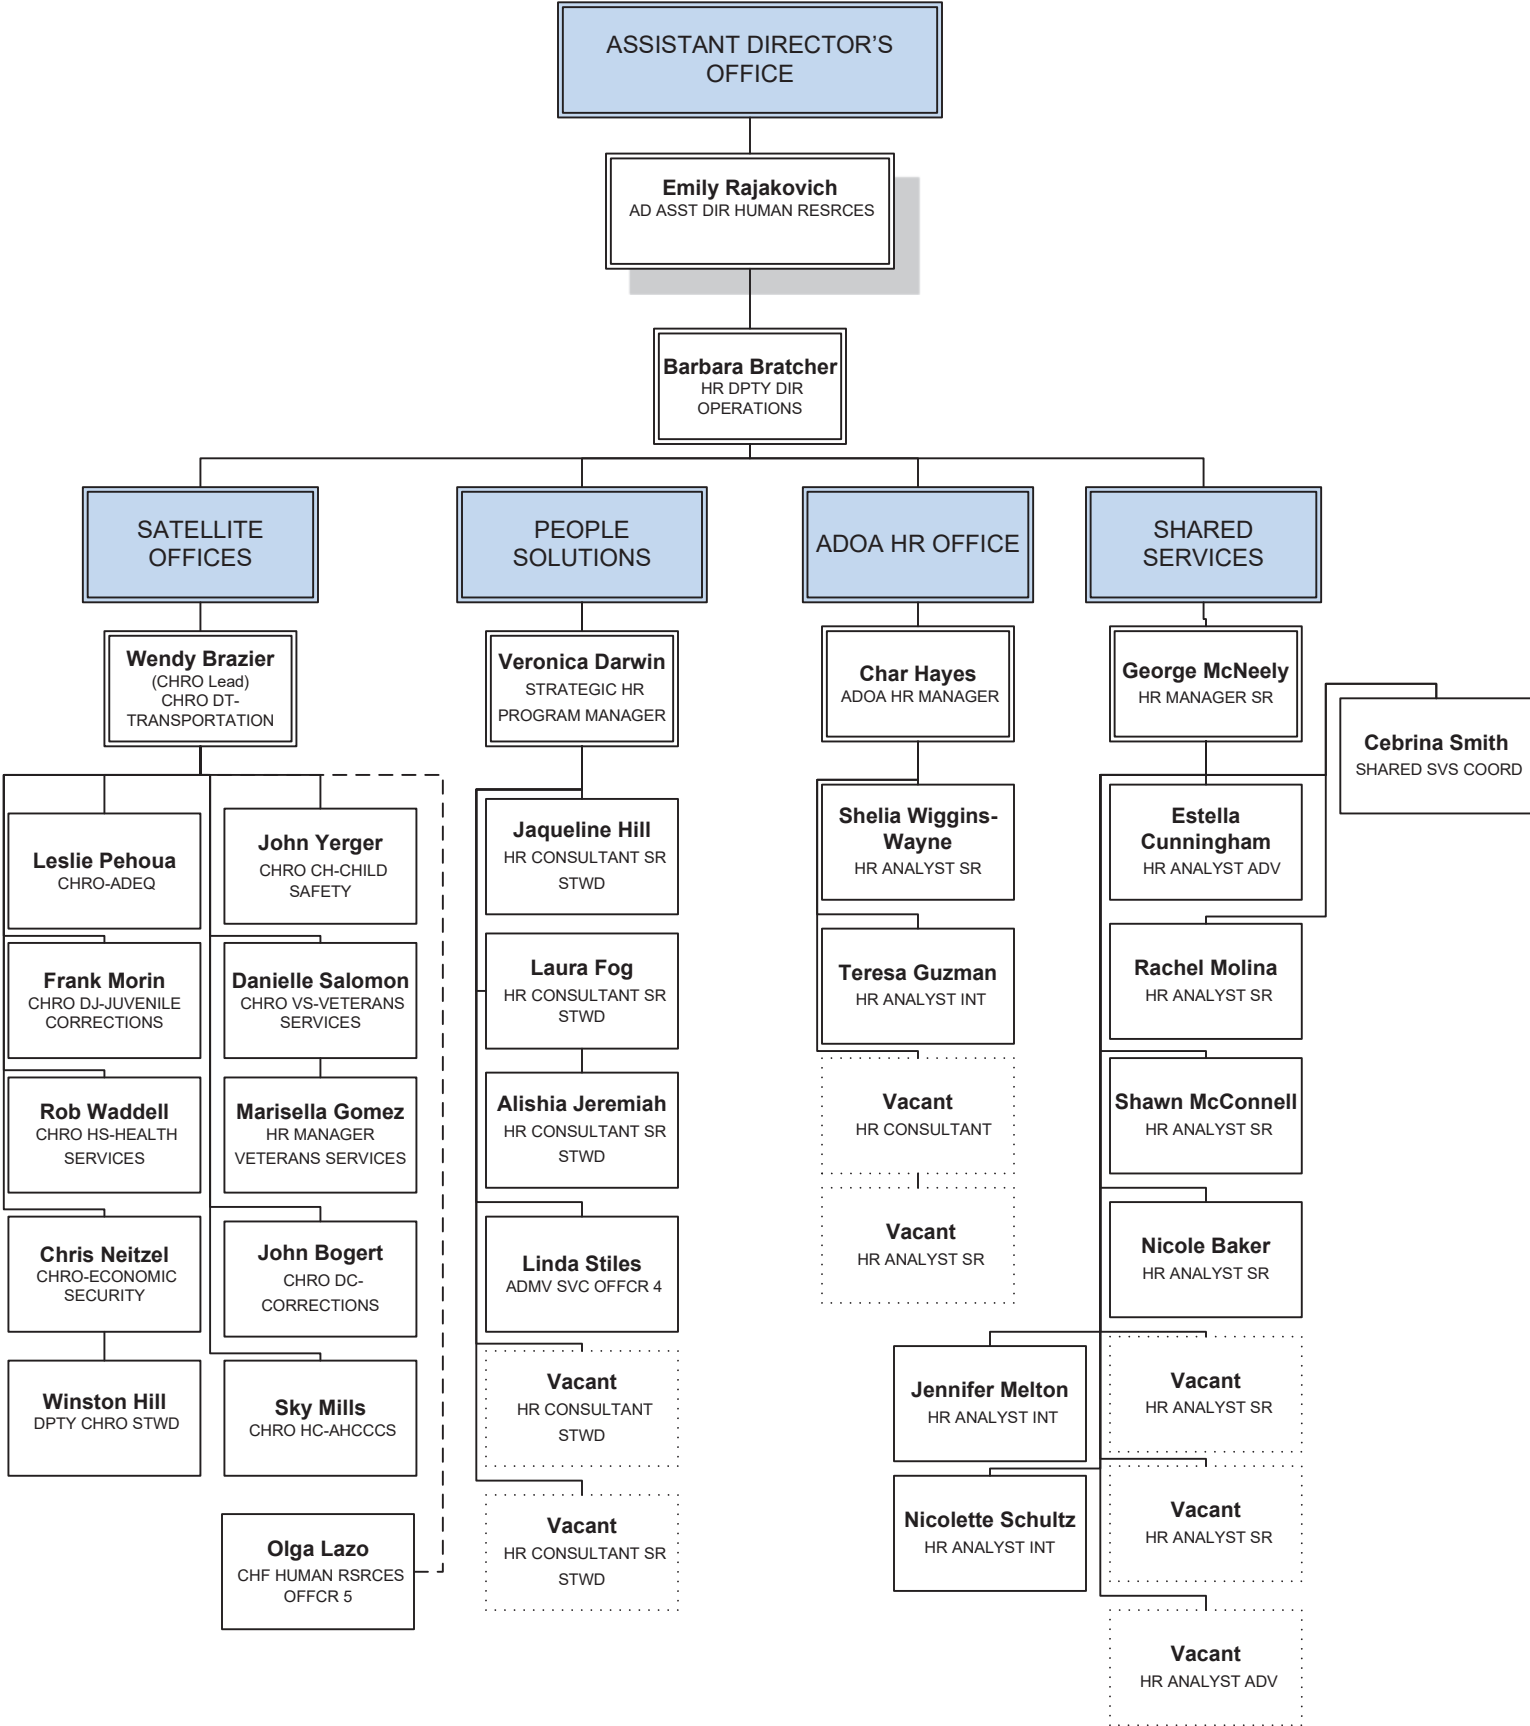 ASSISTANT DIRECTOR'S
OFFICE
Emily Rajakovich
AD ASST DIR HUMAN RESRCES
Barbara Bratcher
HR DPTY DIR
OPERATIONS
SATELLITE
OFFICES
Wendy Brazier
(CHRO Lead)
CHRO DT-
TRANSPORTATION
Leslie Pehoua
CHRO-ADEQ
Frank Morin
CHRO DJ-JUVENILE
CORRECTIONS
Rob Waddell
CHRO HS-HEALTH
SERVICES
Chris Neitzel
CHRO-ECONOMIC
SECURITY
Winston Hill
DPTY CHRO STWD
John Yerger
CHRO CH-CHILD
SAFETY
Danielle Salomon
CHRO VS-VETERANS
SERVICES
Marisella Gomez
HR MANAGER
VETERANS SERVICES
John Bogert
CHRO DC-
CORRECTIONS
Sky Mills
CHRO HC-AHCCCS
Olga Lazo
CHF HUMAN RSRCES
OFFCR 5
PEOPLE
SOLUTIONS
Veronica Darwin
STRATEGIC HR
PROGRAM MANAGER
Jaqueline Hill
HR CONSULTANT SR
STWD
Laura Fog
HR CONSULTANT SR
STWD
Alishia Jeremiah
HR CONSULTANT SR
STWD
Linda Stiles
ADMV SVC OFFCR 4
Vacant
HR CONSULTANT
STWD
Vacant
HR CONSULTANT SR
STWD
ADOA HR OFFICE
Char Hayes
ADOA HR MANAGER
Shelia Wiggins-
Wayne
HR ANALYST SR
Teresa Guzman
HR ANALYST INT
Vacant
HR CONSULTANT
Vacant
HR ANALYST SR
SHARED
SERVICES
George McNeely
HR MANAGER SR
Cebrina Smith
SHARED SVS COORD
Estella
Cunningham
HR ANALYST ADV
Rachel Molina
HR ANALYST SR
Shawn McConnell
HR ANALYST SR
Nicole Baker
HR ANALYST SR
Jennifer Melton
HR ANALYST INT
Vacant
HR ANALYST SR
Nicolette Schultz
HR ANALYST INT
Vacant
HR ANALYST SR
Vacant
HR ANALYST ADV